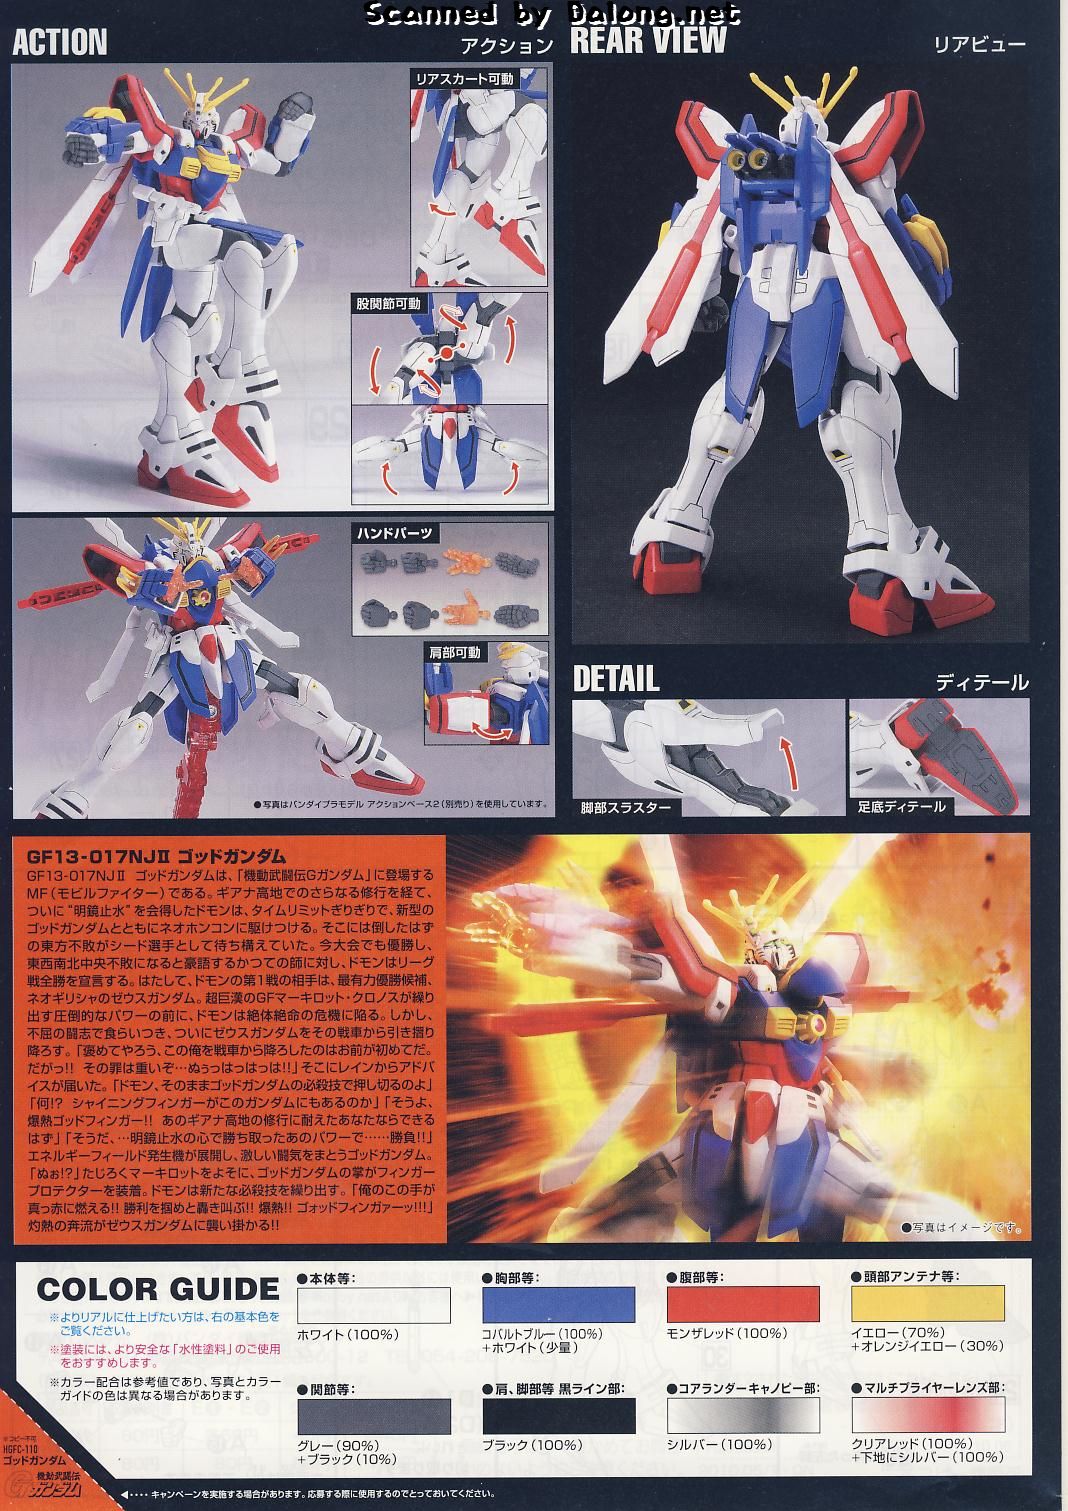 Scanned by Dalong.net
ACTION
アクション
リアスカート可動
股関節可動
ハンドパーツ
肩部可動
●写真はバンダイプラモデル アクションベース2(別売り)を使用しています。
REAR VIEW
リアビュー
DETAIL
ディテール
脚部スラスター
足底ディテール
GF13-017NJⅡ ゴッドガンダム
GF13-017NJⅡ ゴッドガンダムは、「機動武闘伝Gガンダム」に登場する
MF(モビルファイター)である。ギアナ高地でのさらなる修行を経て、
ついに“明鏡止水”を会得したドモンは、タイムリミットぎりぎりで、新型の
ゴッドガンダムとともにネオホンコンに駆けつける。そこには倒したはず
の東方不敗がシード選手として待ち構えていた。今大会でも優勝し、
東西南北中央不敗になると豪語するかつての師に対し、ドモンはリーグ
戦全勝を宣言する。はたして、ドモンの第1戦の相手は、最有力優勝候補、
ネオギリシャのゼウスガンダム。超巨漢のGFマーキロット・クロノスが繰り
出す圧倒的なパワーの前に、ドモンは絶体絶命の危機に陥る。しかし、
不屈の闘志で食らいつき、ついにゼウスガンダムをその戦車から引き摺り
降ろす。「褒めてやろう、この俺を戦車から降ろしたのはお前が初めてだ。
だがっ!! その罪は重いぞ…ぬぅっはっはっは!!」そこにレインからアドバ
イスが届いた。「ドモン、そのままゴッドガンダムの必殺技で押し切るのよ」
「何!? シャイニングフィンガーがこのガンダムにもあるのか」「そうよ、
爆熱ゴッドフィンガー!! あのギアナ高地の修行に耐えたあなたならできる
はず」「そうだ、…明鏡止水の心で勝ち取ったあのパワーで……勝負!!」
エネルギーフィールド発生機が展開し、激しい闘気をまとうゴッドガンダム。
「ぬぉ!?」たじろくマーキロットをよそに、ゴッドガンダムの掌がフィンガー
プロテクターを装着。ドモンは新たな必殺技を繰り出す。「俺のこの手が
真っ赤に燃える!! 勝利を掴めと轟き叫ぶ!! 爆熱!! ゴォッドフィンガァーッ!!!」
灼熱の奔流がゼウスガンダムに襲い掛かる!!
●写真はイメージです。
COLOR GUIDE
※よりリアルに仕上げたい方は、右の基本色を
ご覧ください。
※塗装には、より安全な「水性塗料」のご使用
をおすすめします。
※カラー配合は参考値であり、写真とカラー
ガイドの色は異なる場合があります。
●本体等:
ホワイト(100%)
●胸部等:
コバルトブルー(100%)
+ホワイト(少量)
●腹部等:
モンザレッド(100%)
●頭部アンテナ等:
イエロー(70%)
+オレンジイエロー(30%)
●関節等:
グレー(90%)
+ブラック(10%)
●肩、脚部等 黒ライン部:
ブラック(100%)
●コアランダーキャノピー部:
シルバー(100%)
●マルチプライヤーレンズ部:
クリアレッド(100%)
+下地にシルバー(100%)
※コピー不可
HGFC-110
ゴッドガンダム
機動武闘伝
Gガンダム
◀‥‥キャンペーンを実施する場合があります。応募する際に使用するのでとっておいてください。